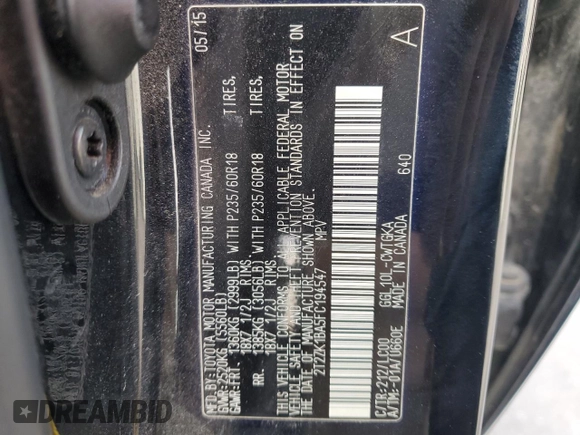 MFD. BY: TOYOTA MOTOR MANUFACTURING CANADA INC. 05/15
GVWR: 2520KG (5560LB)
GAWR: FRT. 1360KG (2999LB) WITH P235/60R18 TIRES,
18X7 1/2J RIMS
RR. 1385KG (3056LB) WITH P235/60R18 TIRES,
18X7 1/2J RIMS.
THIS VEHICLE CONFORMS TO ALL APPLICABLE FEDERAL MOTOR
VEHICLE SAFETY AND THEFT PREVENTION STANDARDS IN EFFECT ON
THE DATE OF MANUFACTURE SHOWN ABOVE.
2T2ZK1BA5FC194547 MPV A
640
C/TR: 212/LC00 GGL10L-CWTGKA
A/TM: -01A/U660E MADE IN CANADA
DREAMBID